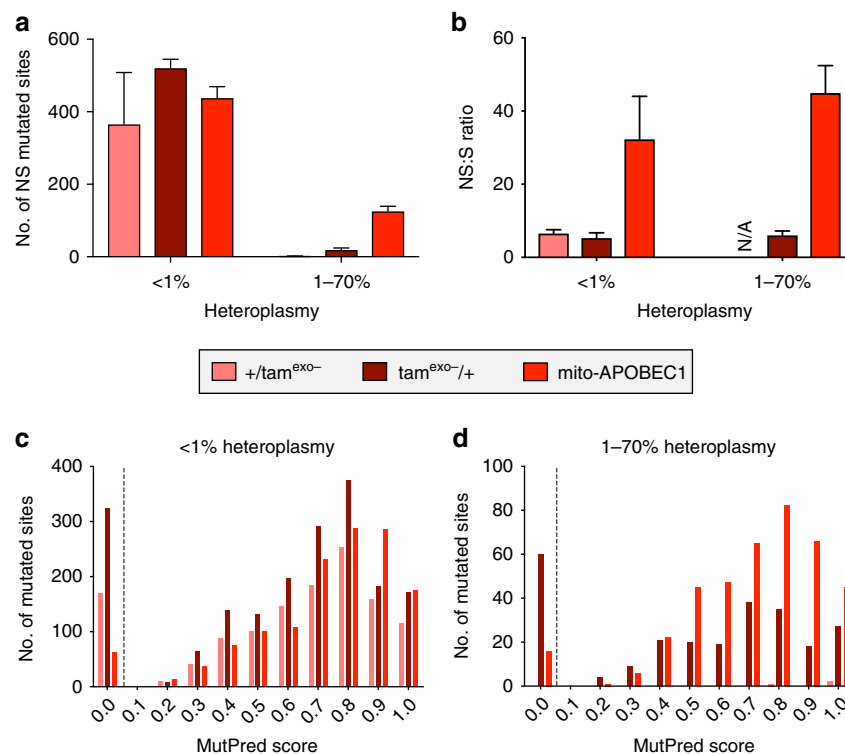 a
600
400
200
0
No. of NS mutated sites
<1%
1–70%
Heteroplasmy
b
60
40
20
0
NS:S ratio
N/A
<1%
1–70%
Heteroplasmy
+/tamexo–
tamexo–/+
mito-APOBEC1
c
<1% heteroplasmy
400
300
200
100
0
No. of mutated sites
0.0 0.1 0.2 0.3 0.4 0.5 0.6 0.7 0.8 0.9 1.0
MutPred score
d
1–70% heteroplasmy
100
80
60
40
20
0
No. of mutated sites
0.0 0.1 0.2 0.3 0.4 0.5 0.6 0.7 0.8 0.9 1.0
MutPred score